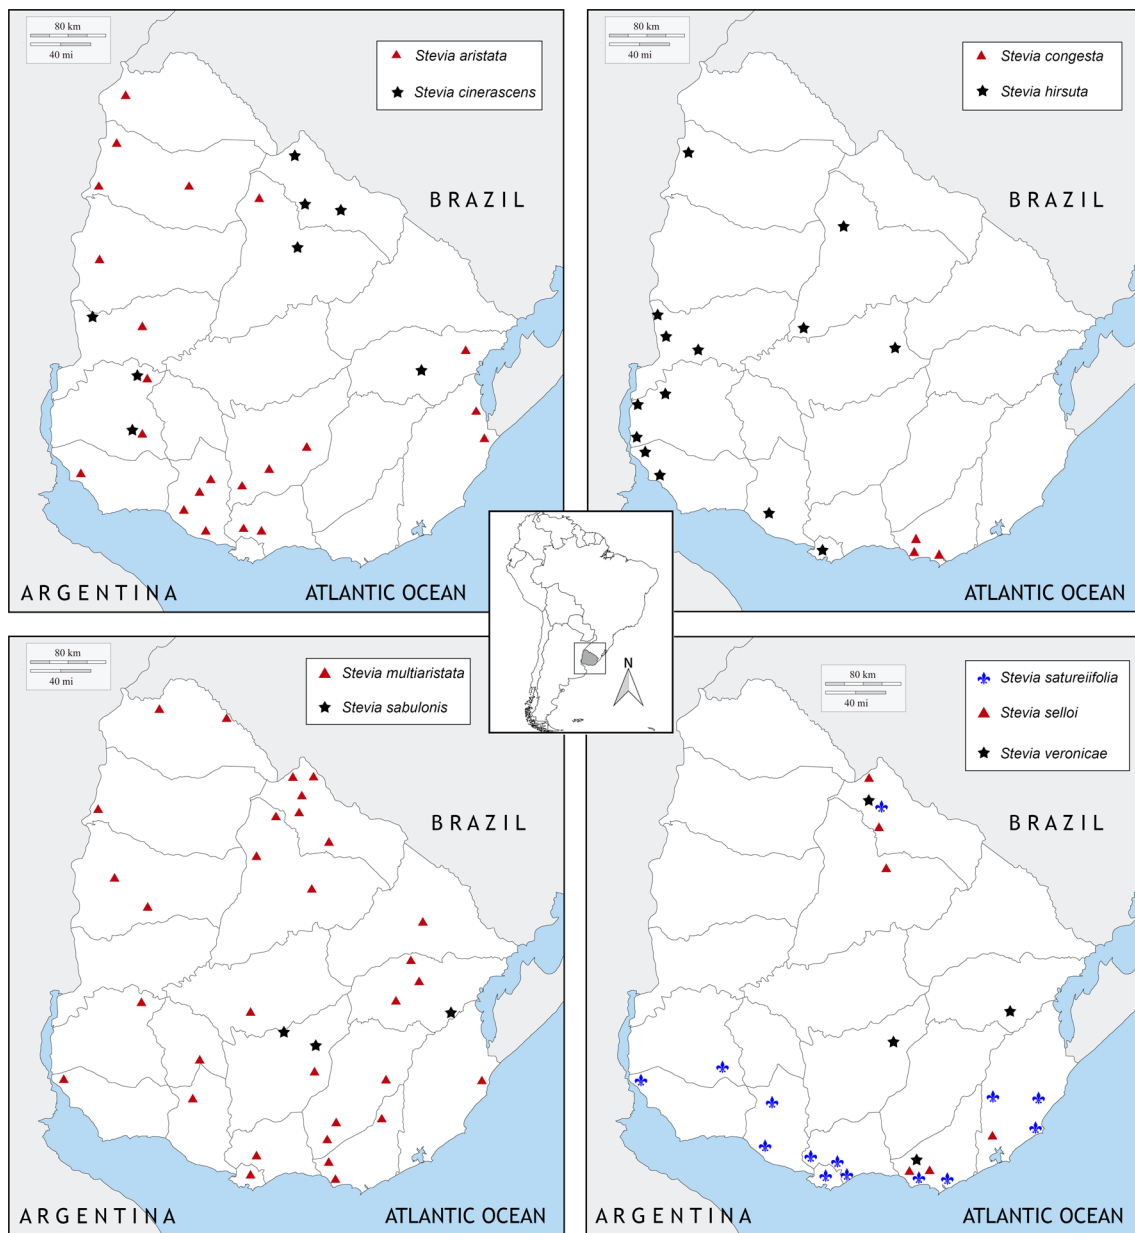 80 km
40 mi
Stevia aristata
Stevia cinerascens
BRAZIL
ARGENTINA
ATLANTIC OCEAN
80 km
40 mi
Stevia congesta
Stevia hirsuta
BRAZIL
ATLANTIC OCEAN
N
80 km
40 mi
Stevia multiaristata
Stevia sabulonis
BRAZIL
ARGENTINA
ATLANTIC OCEAN
80 km
40 mi
Stevia satureiifolia
Stevia selloi
Stevia veronicae
BRAZIL
ARGENTINA
ATLANTIC OCEAN